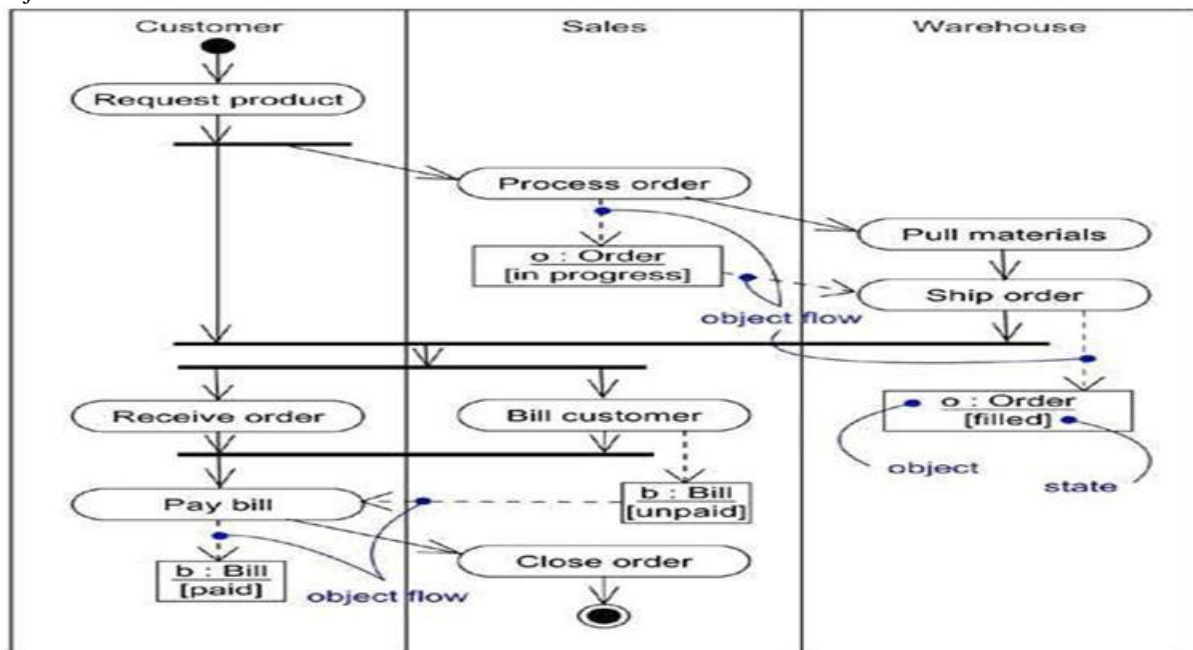 Customer
Sales
Warehouse
Request product
Process order
Pull materials
o : Order
[in progress]
Ship order
object flow
Receive order
Bill customer
o : Order
[filled]
object
state
Pay bill
b : Bill
[unpaid]
Close order
b : Bill
[paid]
object flow